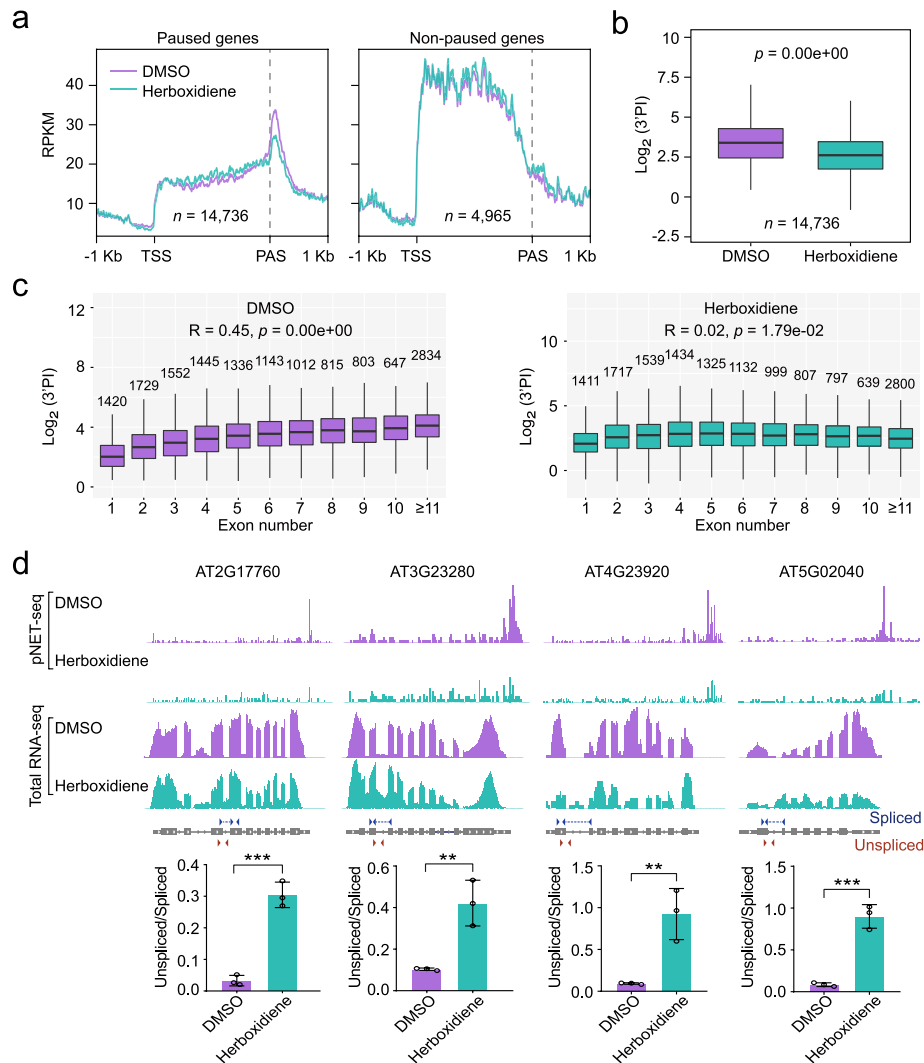 a
Paused genes
Non-paused genes
DMSO
Herboxidiene
RPKM
40
30
20
10
n = 14,736
n = 4,965
-1 Kb TSS PAS 1 Kb
-1 Kb TSS PAS 1 Kb
b
Log₂ (3'PI)
10
7.5
5
2.5
0
-2.5
p = 0.00e+00
n = 14,736
DMSO Herboxidiene
c
DMSO
R = 0.45, p = 0.00e+00
Log₂ (3'PI)
12
8
4
0
1420 1729 1552 1445 1336 1143 1012 815 803 647 2834
1 2 3 4 5 6 7 8 9 10 ≥11
Exon number
Herboxidiene
R = 0.02, p = 1.79e-02
Log₂ (3'PI)
10
5
0
1411 1717 1539 1434 1325 1132 999 807 797 639 2800
1 2 3 4 5 6 7 8 9 10 ≥11
Exon number
d
AT2G17760 AT3G23280 AT4G23920 AT5G02040
pNET-seq
DMSO
Herboxidiene
Total RNA-seq
DMSO
Herboxidiene
Spliced
Unspliced
Unspliced/Spliced
0.4
0.3
0.2
0.1
0.0
***
DMSO
Herboxidiene
Unspliced/Spliced
0.6
0.4
0.2
0.0
**
DMSO
Herboxidiene
Unspliced/Spliced
1.5
1.0
0.5
0.0
**
DMSO
Herboxidiene
Unspliced/Spliced
1.5
1.0
0.5
0.0
***
DMSO
Herboxidiene